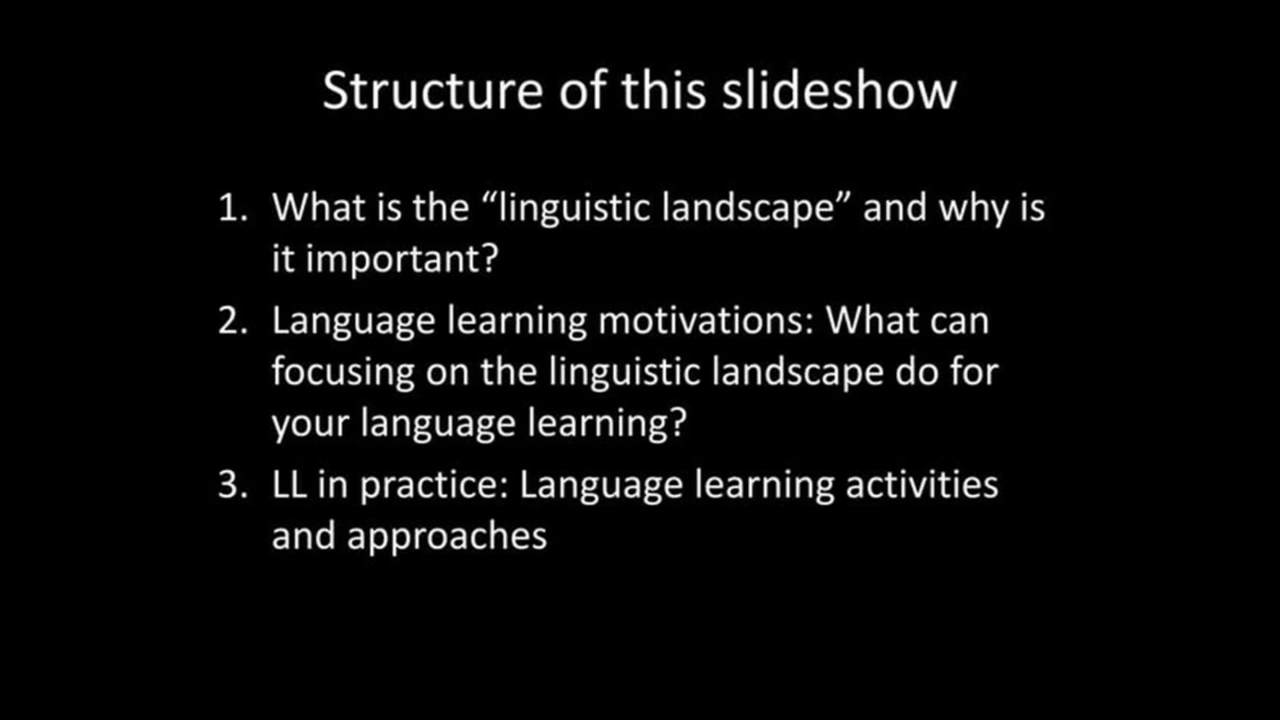 Structure of this slideshow
1. What is the “linguistic landscape” and why is
it important?
2. Language learning motivations: What can
focusing on the linguistic landscape do for
your language learning?
3. LL in practice: Language learning activities
and approaches